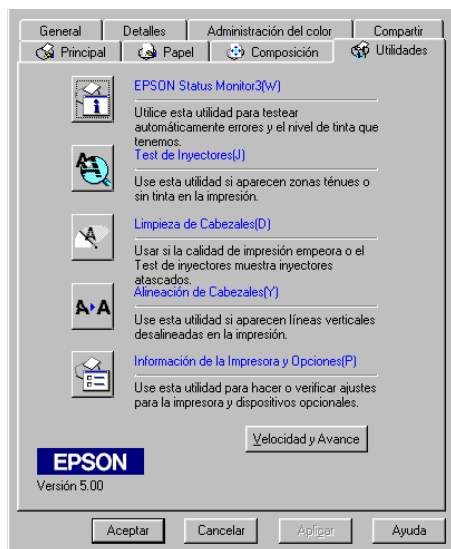 General Detalles Administración del color Compartir
Principal Papel Composición Utilidades
EPSON Status Monitor3(W)
Utilice esta utilidad para testear
automáticamente errores y el nivel de tinta que
tenemos.
Test de Inyectores(J)
Use esta utilidad si aparecen zonas ténues o
sin tinta en la impresión.
Limpieza de Cabezales(D)
Usar si la calidad de impresión empeora o el
Test de inyectores muestra inyectores
atascados.
Alineación de Cabezales(Y)
Use esta utilidad si aparecen líneas verticales
desalineadas en la impresión.
Información de la Impresora y Opciones(P)
Use esta utilidad para hacer o verificar ajustes
para la impresora y dispositivos opcionales.
Velocidad y Avance
EPSON
Versión 5.00
Aceptar Cancelar Aplicar Ayuda